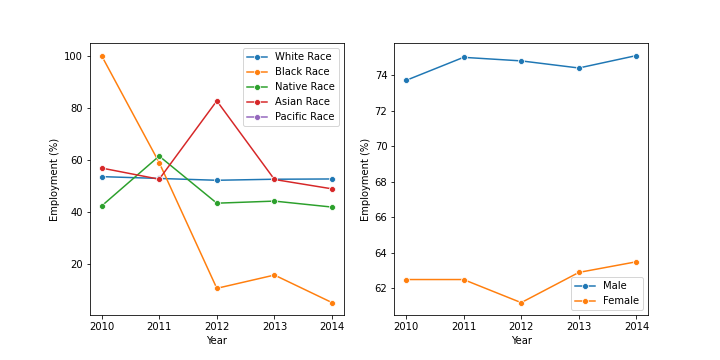 Employment (%)
100
80
60
40
20
2010 2011 2012 2013 2014
Year
White Race
Black Race
Native Race
Asian Race
Pacific Race
Employment (%)
74
72
70
68
66
64
62
2010 2011 2012 2013 2014
Year
Male
Female